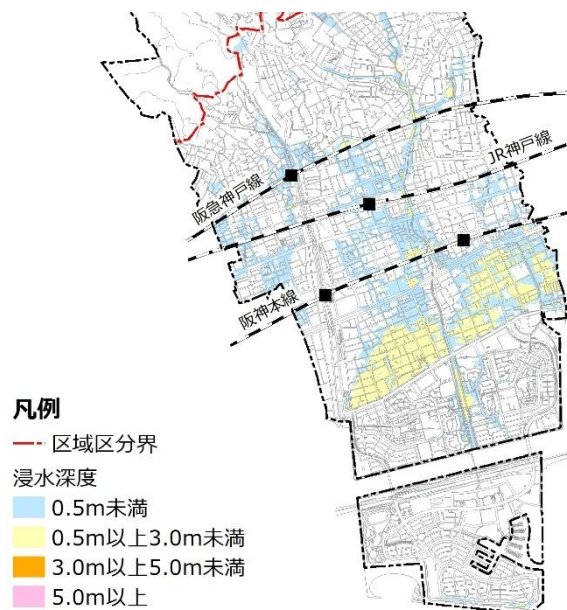 阪急神戸線
JR神戸線
阪神本線
凡例
区域区分界
浸水深度
0.5m未満
0.5m以上3.0m未満
3.0m以上5.0m未満
5.0m以上